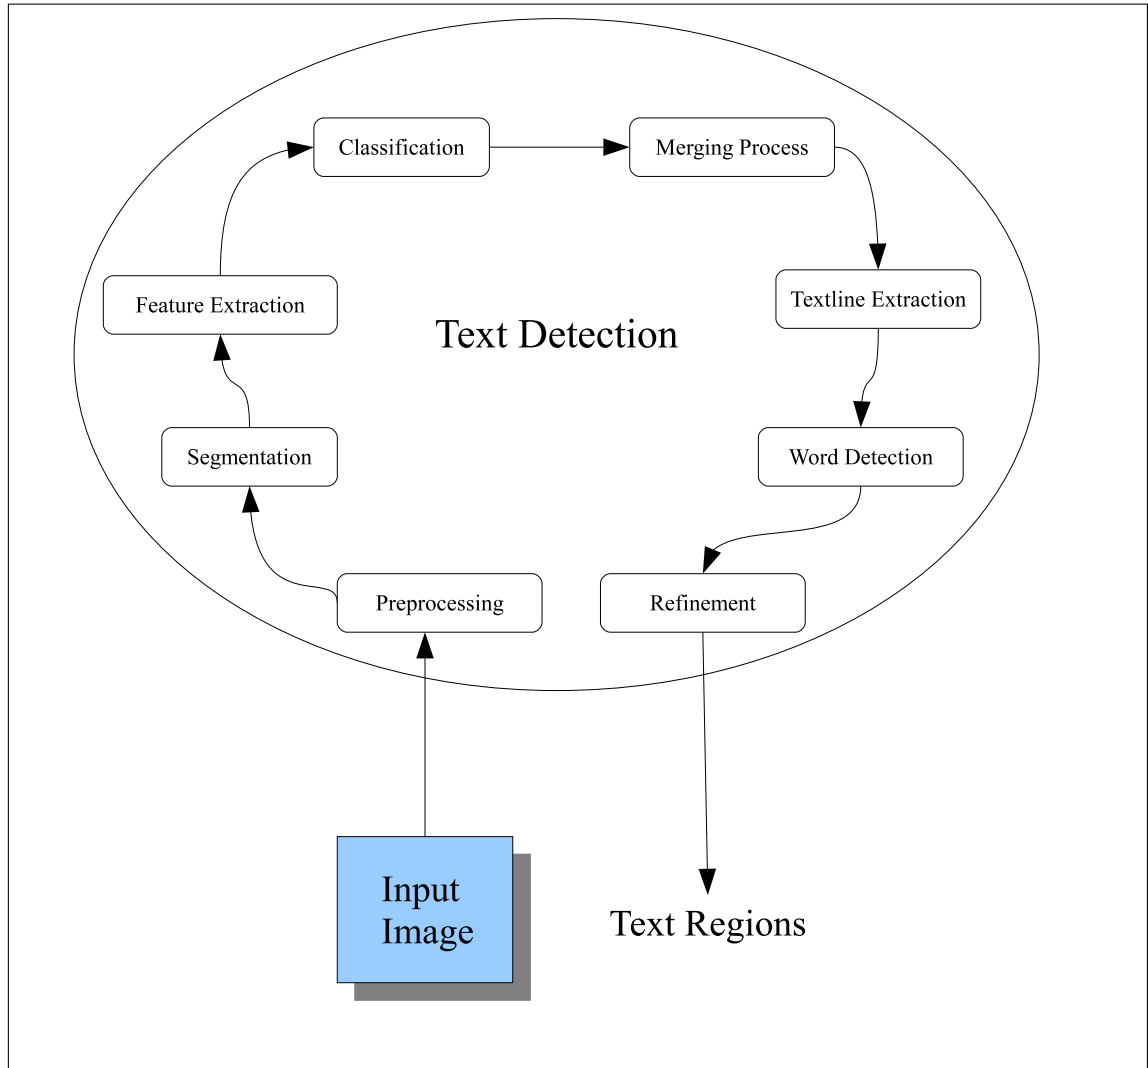 Classification
Merging Process
Feature Extraction
Textline Extraction
Text Detection
Segmentation
Word Detection
Preprocessing
Refinement
Input
Image
Text Regions